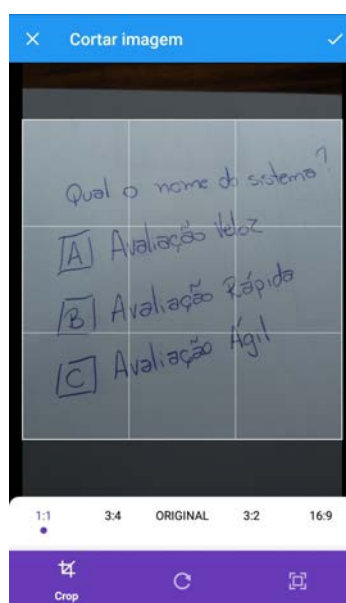 Cortar imagem
Qual o nome do sistema?
A Avaliação Veloz
B Avaliação Rápida
C Avaliação Ágil
1:1 3:4 ORIGINAL 3:2 16:9
Crop